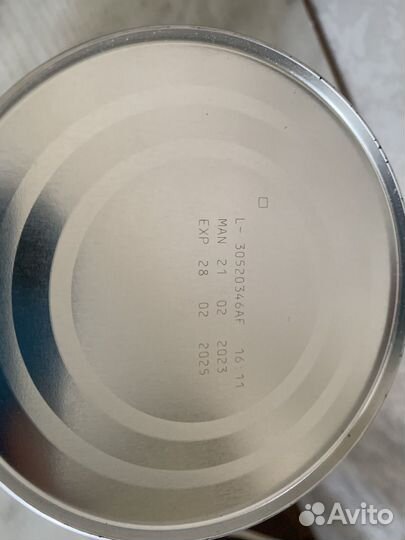 L- 30520346AF 16:11
MAN 21 02 2023
EXP 28 02 2025
Avito